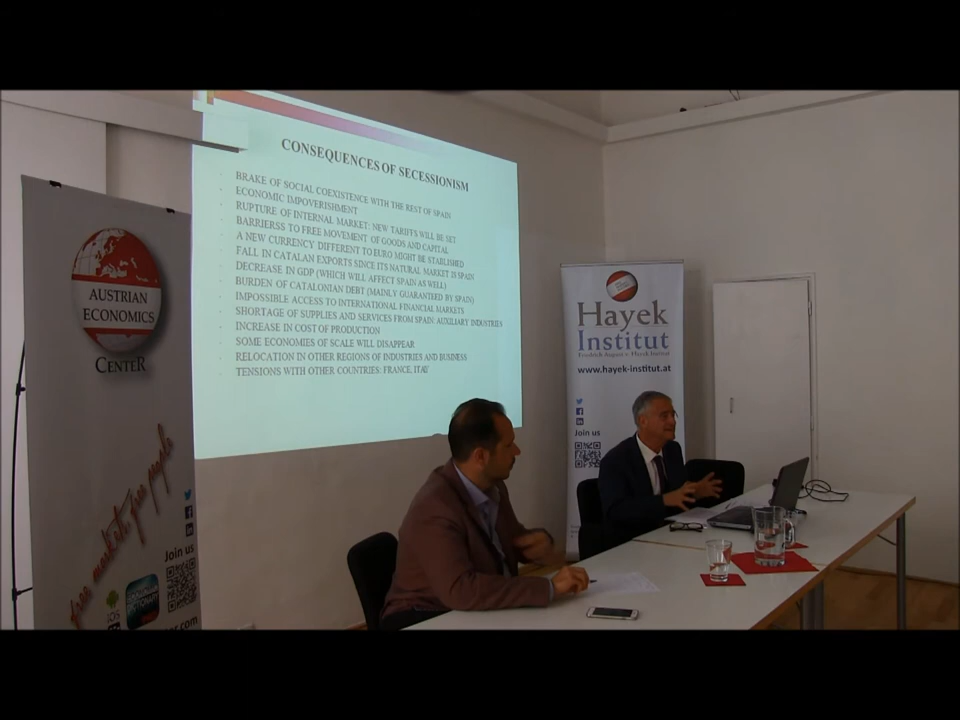 CONSEQUENCES OF SECESSIONISM
BRAKE OF SOCIAL COEXISTENCE WITH THE REST OF SPAIN
ECONOMIC IMPOVERISHMENT
RUPTURE OF INTERNAL MARKET: NEW TARIFFS WILL BE SET
BARRIERSS TO FREE MOVEMENT OF GOODS AND CAPITAL
A NEW CURRENCY DIFFERENT TO EURO MIGHT BE STABLISHED
FALL IN CATALAN EXPORTS SINCE ITS NATURAL MARKET IS SPAIN
DECREASE IN GDP (WHICH WILL AFFECT SPAIN AS WELL)
BURDEN OF CATALONIAN DEBT (MAINLY GUARANTEED BY SPAIN)
IMPOSSIBLE ACCESS TO INTERNATIONAL FINANCIAL MARKETS
SHORTAGE OF SUPPLIES AND SERVICES FROM SPAIN: AUXILIARY INDUSTRIES
INCREASE IN COST OF PRODUCTION
SOME ECONOMIES OF SCALE WILL DISAPPEAR
RELOCATION IN OTHER REGIONS OF INDUSTRIES AND BUSINESS
TENSIONS WITH OTHER COUNTRIES: FRANCE,
AUSTRIAN
ECONOMICS
CENTER
free markets, free people
Join us
iOS
Hayek
Institut
Friedrich August v. Hayek Institut
www.hayek-institut.at
Join us